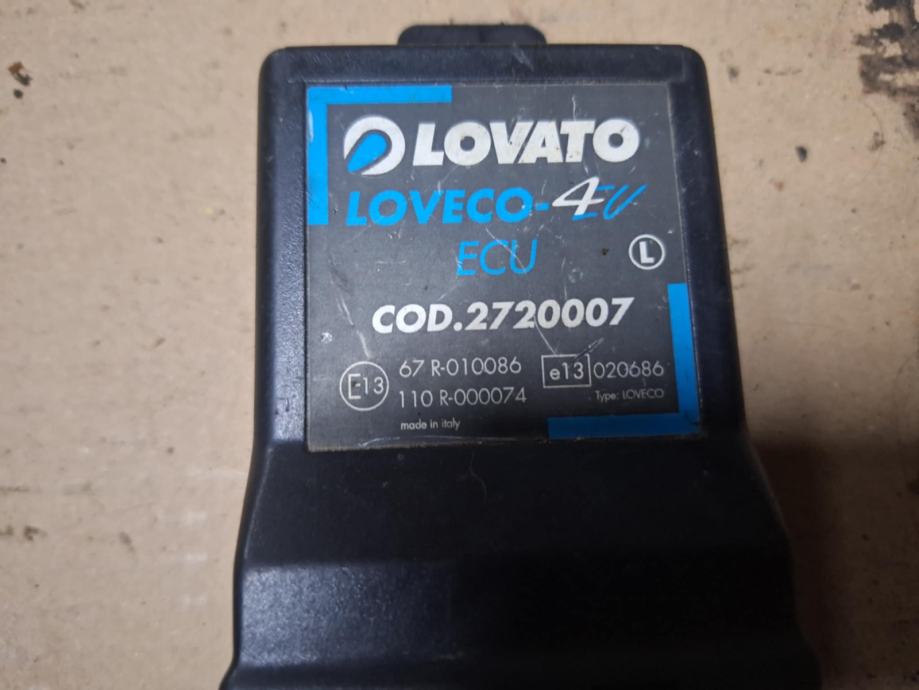 LOVATO
LOVECO-4EU
ECU
L
COD.2720007
E13 67 R-010086 e13 020686
110 R-000074 Type: LOVECO
made in italy